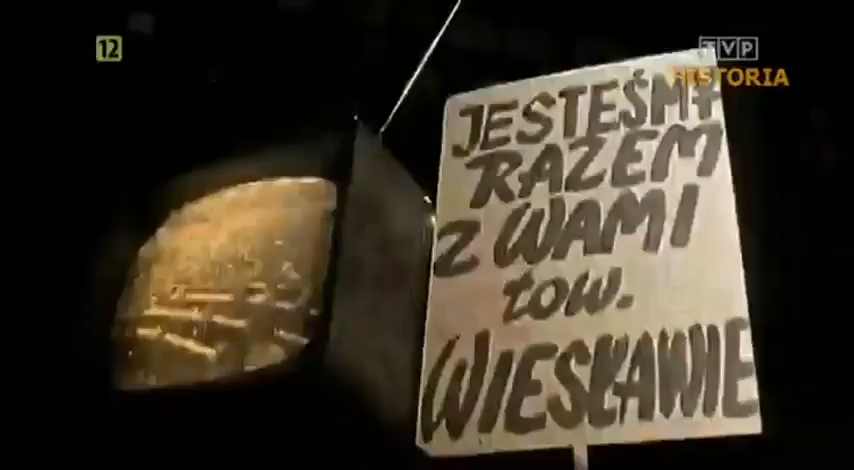 12
TVP
HISTORIA
JESTEŚMY
RAZEM
Z WAMI
tow.
WIESŁAWIE